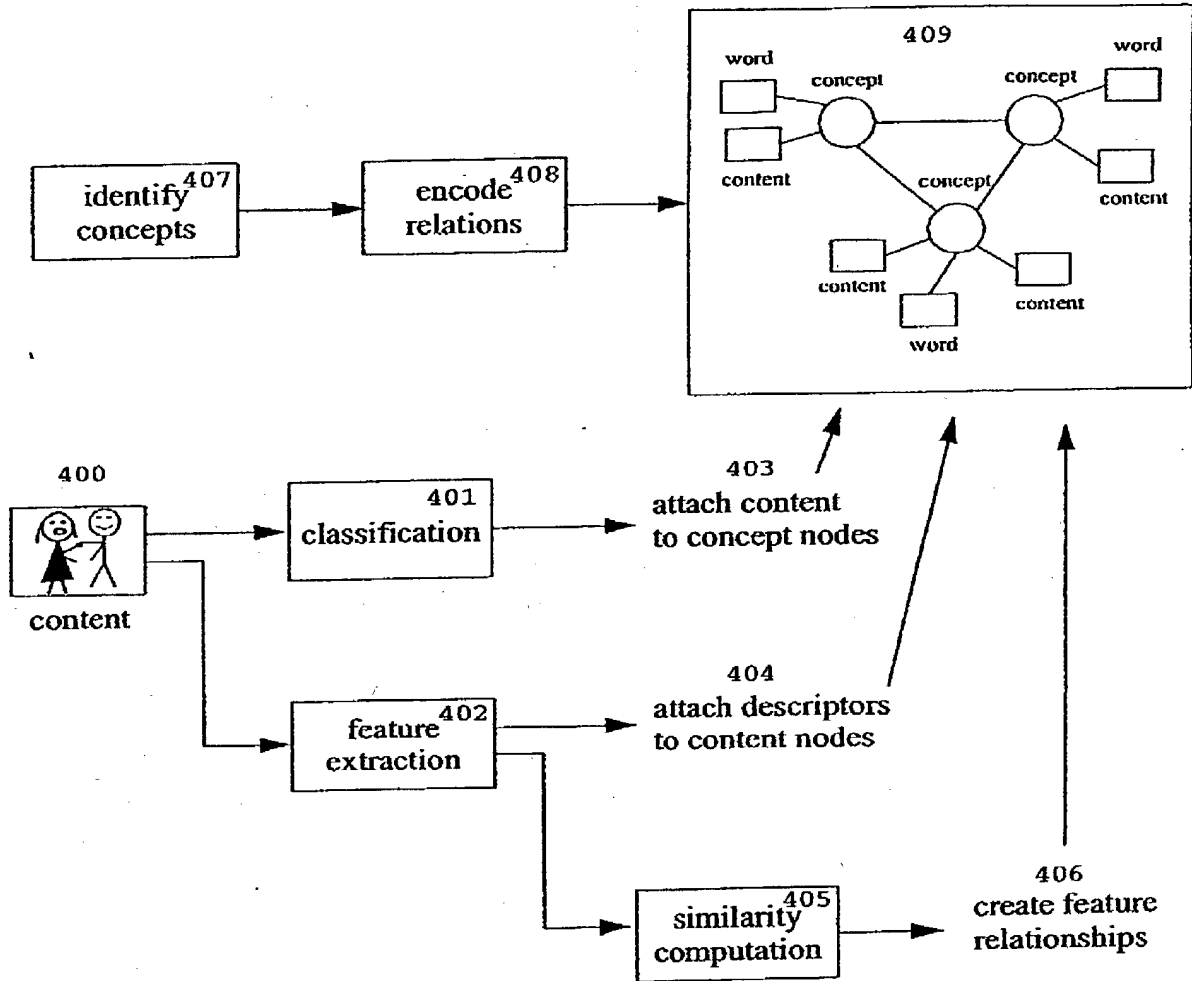 409
word
concept
concept
word
content
concept
content
content
content
word
407
identify
concepts
408
encode
relations
400
content
401
classification
403
attach content
to concept nodes
402
feature
extraction
404
attach descriptors
to content nodes
405
similarity
computation
406
create feature
relationships